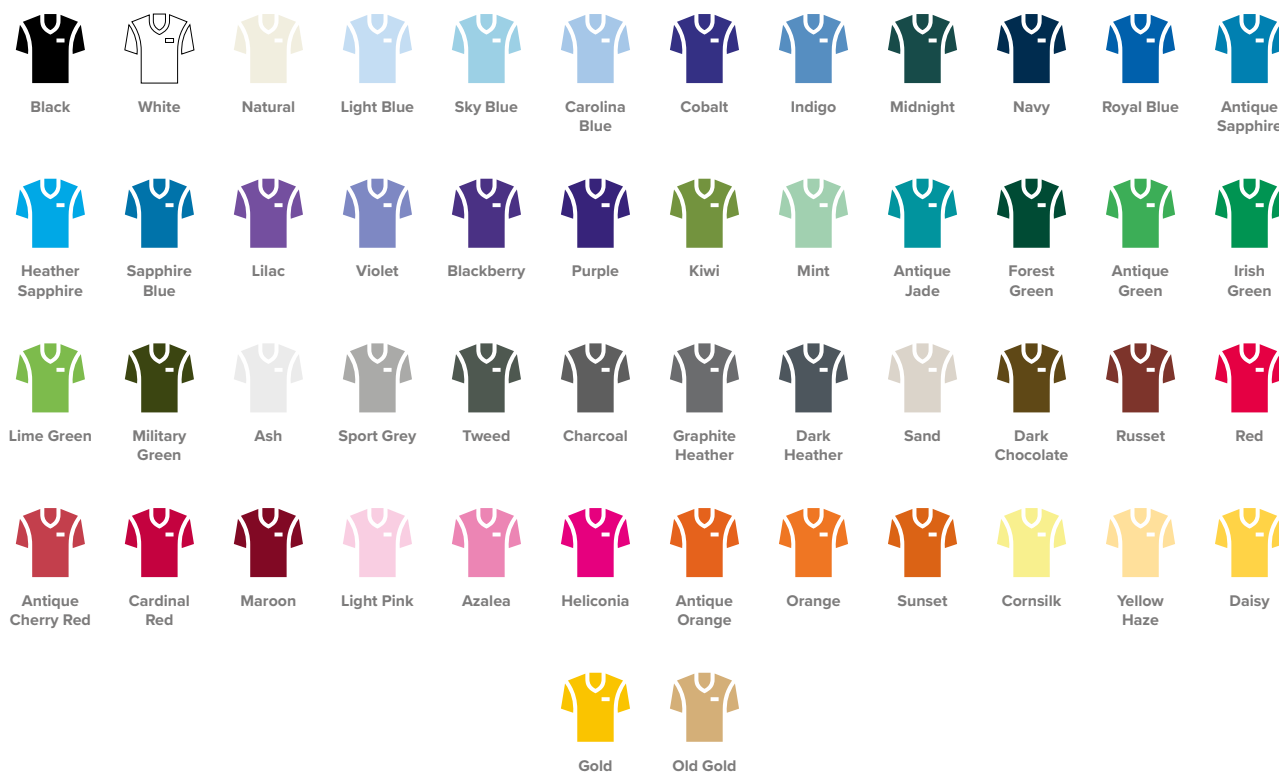 Black
White
Natural
Light Blue
Sky Blue
Carolina
Blue
Cobalt
Indigo
Midnight
Navy
Royal Blue
Antique
Sapphire
Heather
Sapphire
Sapphire
Blue
Lilac
Violet
Blackberry
Purple
Kiwi
Mint
Antique
Jade
Forest
Green
Antique
Green
Irish
Green
Lime Green
Military
Green
Ash
Sport Grey
Tweed
Charcoal
Graphite
Heather
Dark
Heather
Sand
Dark
Chocolate
Russet
Red
Antique
Cherry Red
Cardinal
Red
Maroon
Light Pink
Azalea
Heliconia
Antique
Orange
Orange
Sunset
Cornsilk
Yellow
Haze
Daisy
Gold
Old Gold